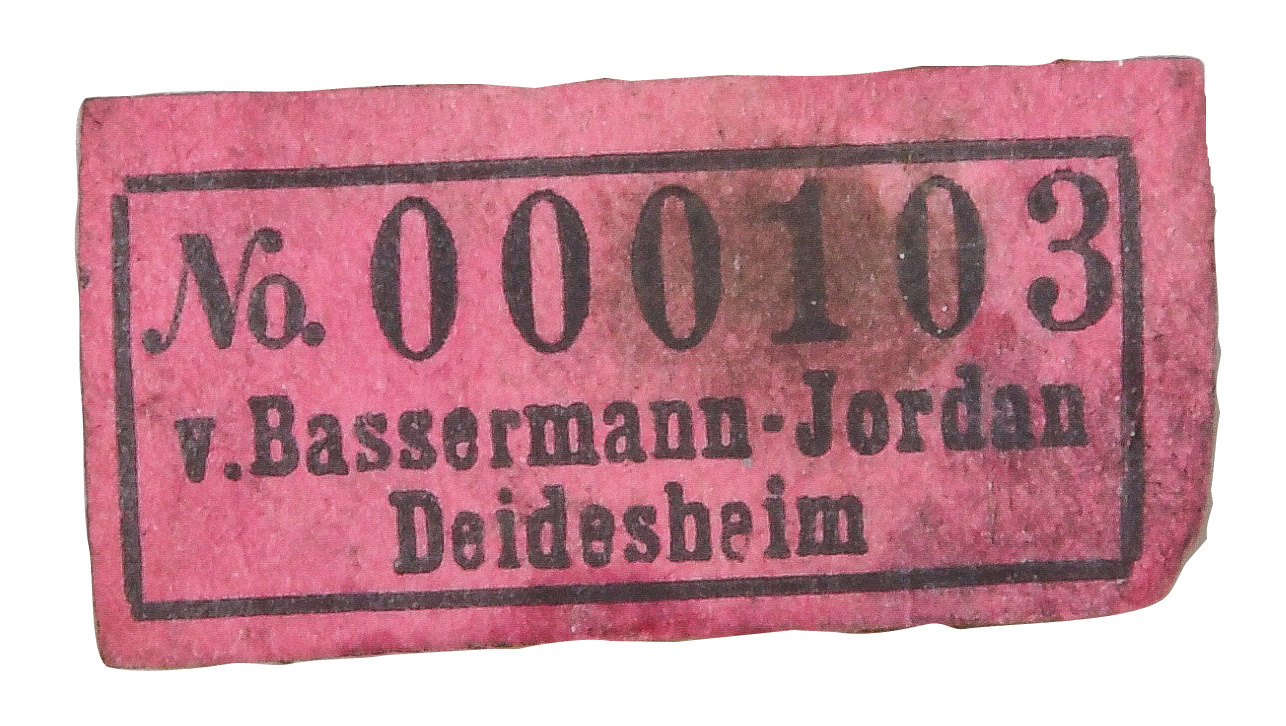 No. 000103
v. Bassermann-Jordan
Deidesheim